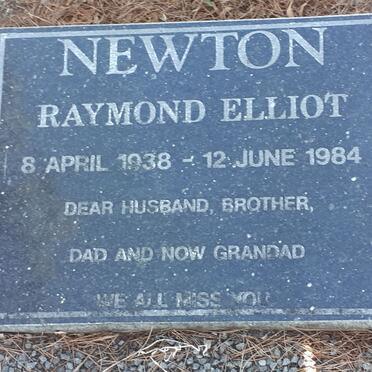 NEWTON
RAYMOND ELLIOT
8 APRIL 1938 - 12 JUNE 1984
DEAR HUSBAND, BROTHER,
DAD AND NOW GRANDAD
WE ALL MISS YOU